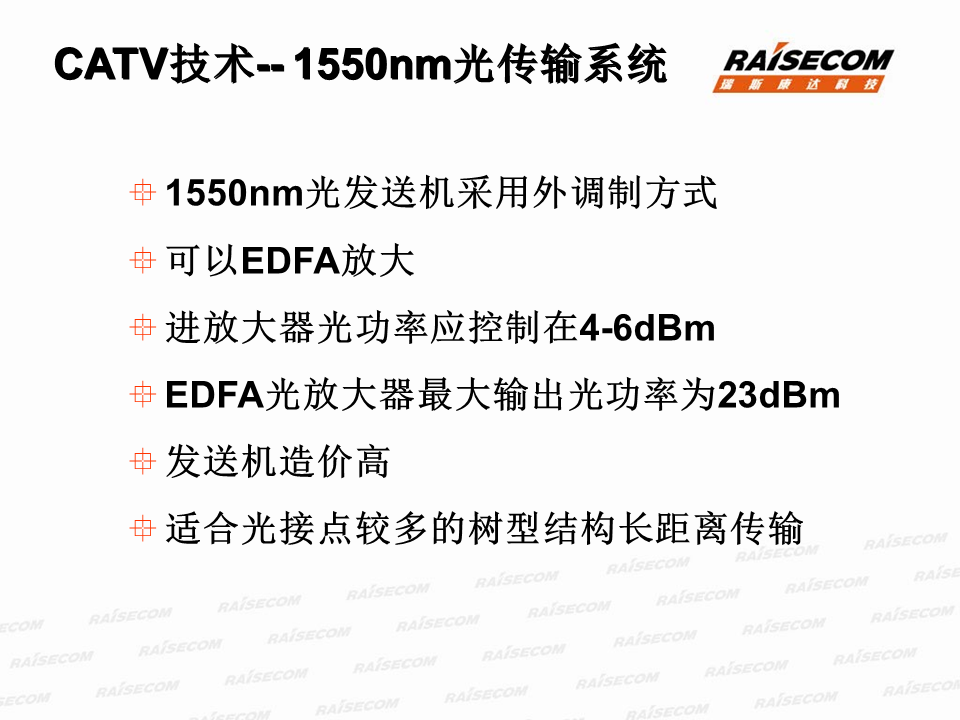 CATV技术-- 1550nm光传输系统
RAISECOM
瑞斯康达科技
1550nm光发送机采用外调制方式
可以EDFA放大
进放大器光功率应控制在4-6dBm
EDFA光放大器最大输出光功率为23dBm
发送机造价高
适合光接点较多的树型结构长距离传输